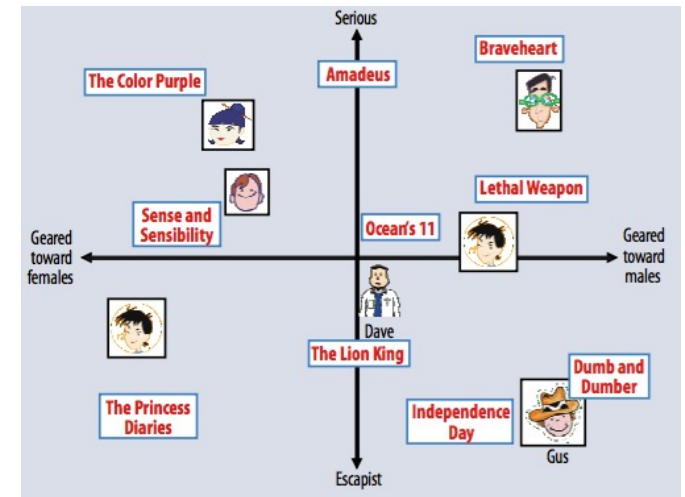 Serious
Braveheart
Amadeus
The Color Purple
Lethal Weapon
Sense and
Sensibility
Ocean's 11
Geared
toward
females
Geared
toward
males
Dave
The Lion King
Dumb and
Dumber
The Princess
Diaries
Independence
Day
Gus
Escapist